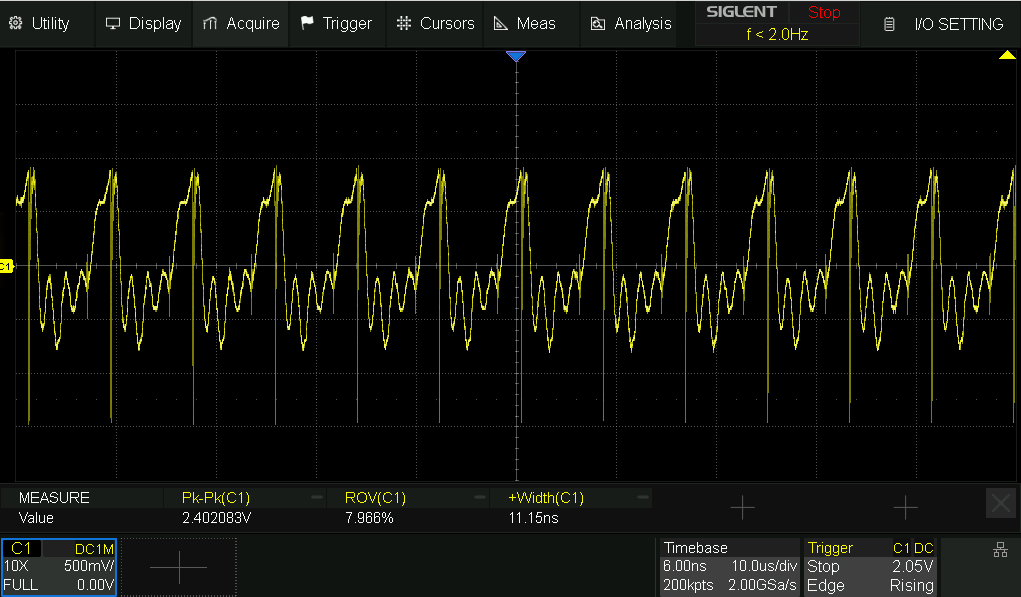 Utility Display Acquire Trigger Cursors Meas Analysis SIGLENT Stop I/O SETTING
f < 2.0Hz
C1
MEASURE Pk-Pk(C1) ROV(C1) +Width(C1)
Value 2.402083V 7.966% 11.15ns
C1 DC1M Timebase Trigger C1 DC
10X 500mV/ 6.00ns 10.0us/div Stop 2.05V
FULL 0.00V 200kpts 2.00GSa/s Edge Rising